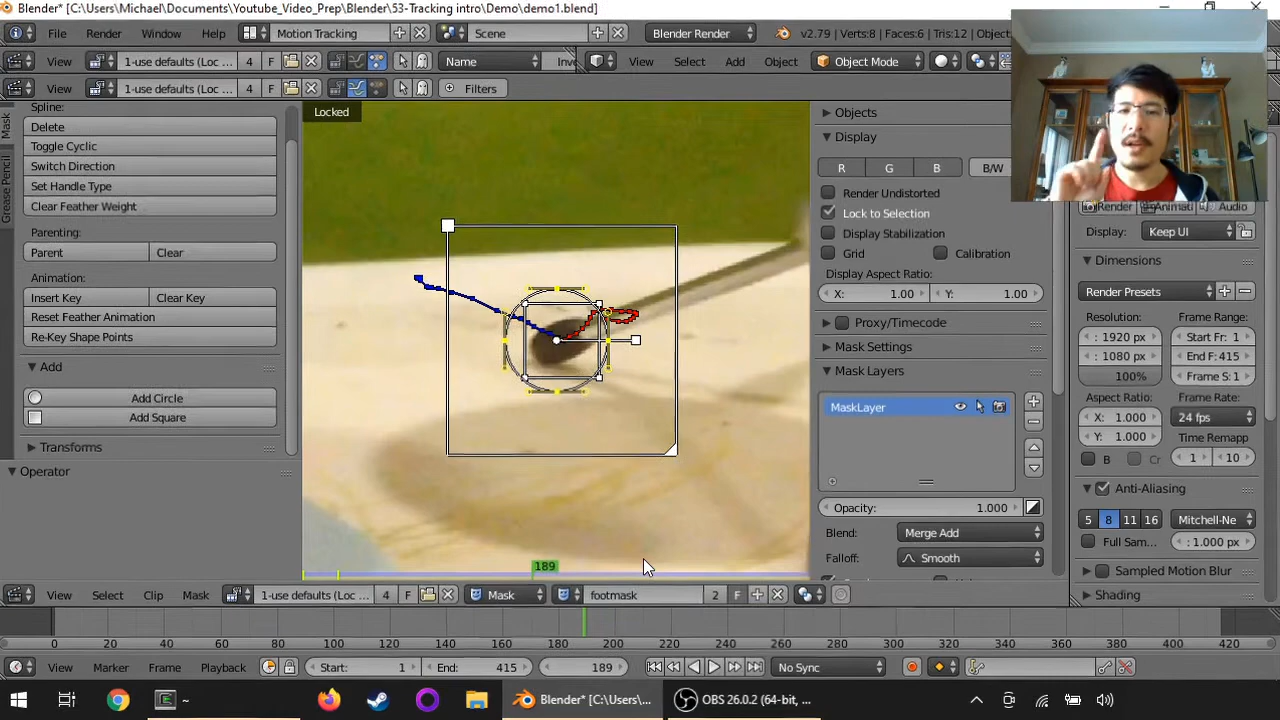 Blender* [C:\Users\Michael\Documents\Youtube_Video_Prep\Blender\53-Tracking intro\Demo\demo1.blend]
File Render Window Help Motion Tracking Scene Blender Render v2.79 | Verts:8 | Faces:6 | Tris:12 | Object
View 1-use defaults (Loc ... 4 F Name View Select Add Object Object Mode
View 1-use defaults (Loc ... 4 F Filters
Spline:
Delete
Toggle Cyclic
Switch Direction
Set Handle Type
Clear Feather Weight
Parenting:
Parent Clear
Animation:
Insert Key Clear Key
Reset Feather Animation
Re-Key Shape Points
Add
Add Circle
Add Square
Transforms
Operator
Mask
Grease Pencil
Locked
189
Objects
Display
R G B B/W
Render Undistorted
Lock to Selection
Display Stabilization
Grid Calibration
Display Aspect Ratio:
X: 1.00 Y: 1.00
Proxy/Timecode
Mask Settings
Mask Layers
MaskLayer
Opacity: 1.000
Blend: Merge Add
Falloff: Smooth
Render Animati Audio
Display: Keep UI
Dimensions
Render Presets
Resolution: Frame Range:
: 1920 px Start Fr: 1
: 1080 px End F: 415
100% Frame S: 1
Aspect Ratio: Frame Rate:
X: 1.000 24 fps
Y: 1.000 Time Remapp
B Cr 1 10
Anti-Aliasing
5 8 11 16 Mitchell-Ne
Full Sam... : 1.000 px
Sampled Motion Blur
Shading
View Select Clip Mask 1-use defaults (Loc ... 4 F Mask footmask 2 F
0 20 40 60 80 100 120 140 160 180 200 220 240 260 280 300 320 340 360 380 400 420
View Marker Frame Playback Start: 1 End: 415 189 No Sync
~ Blender* [C:\Users\... OBS 26.0.2 (64-bit, ...